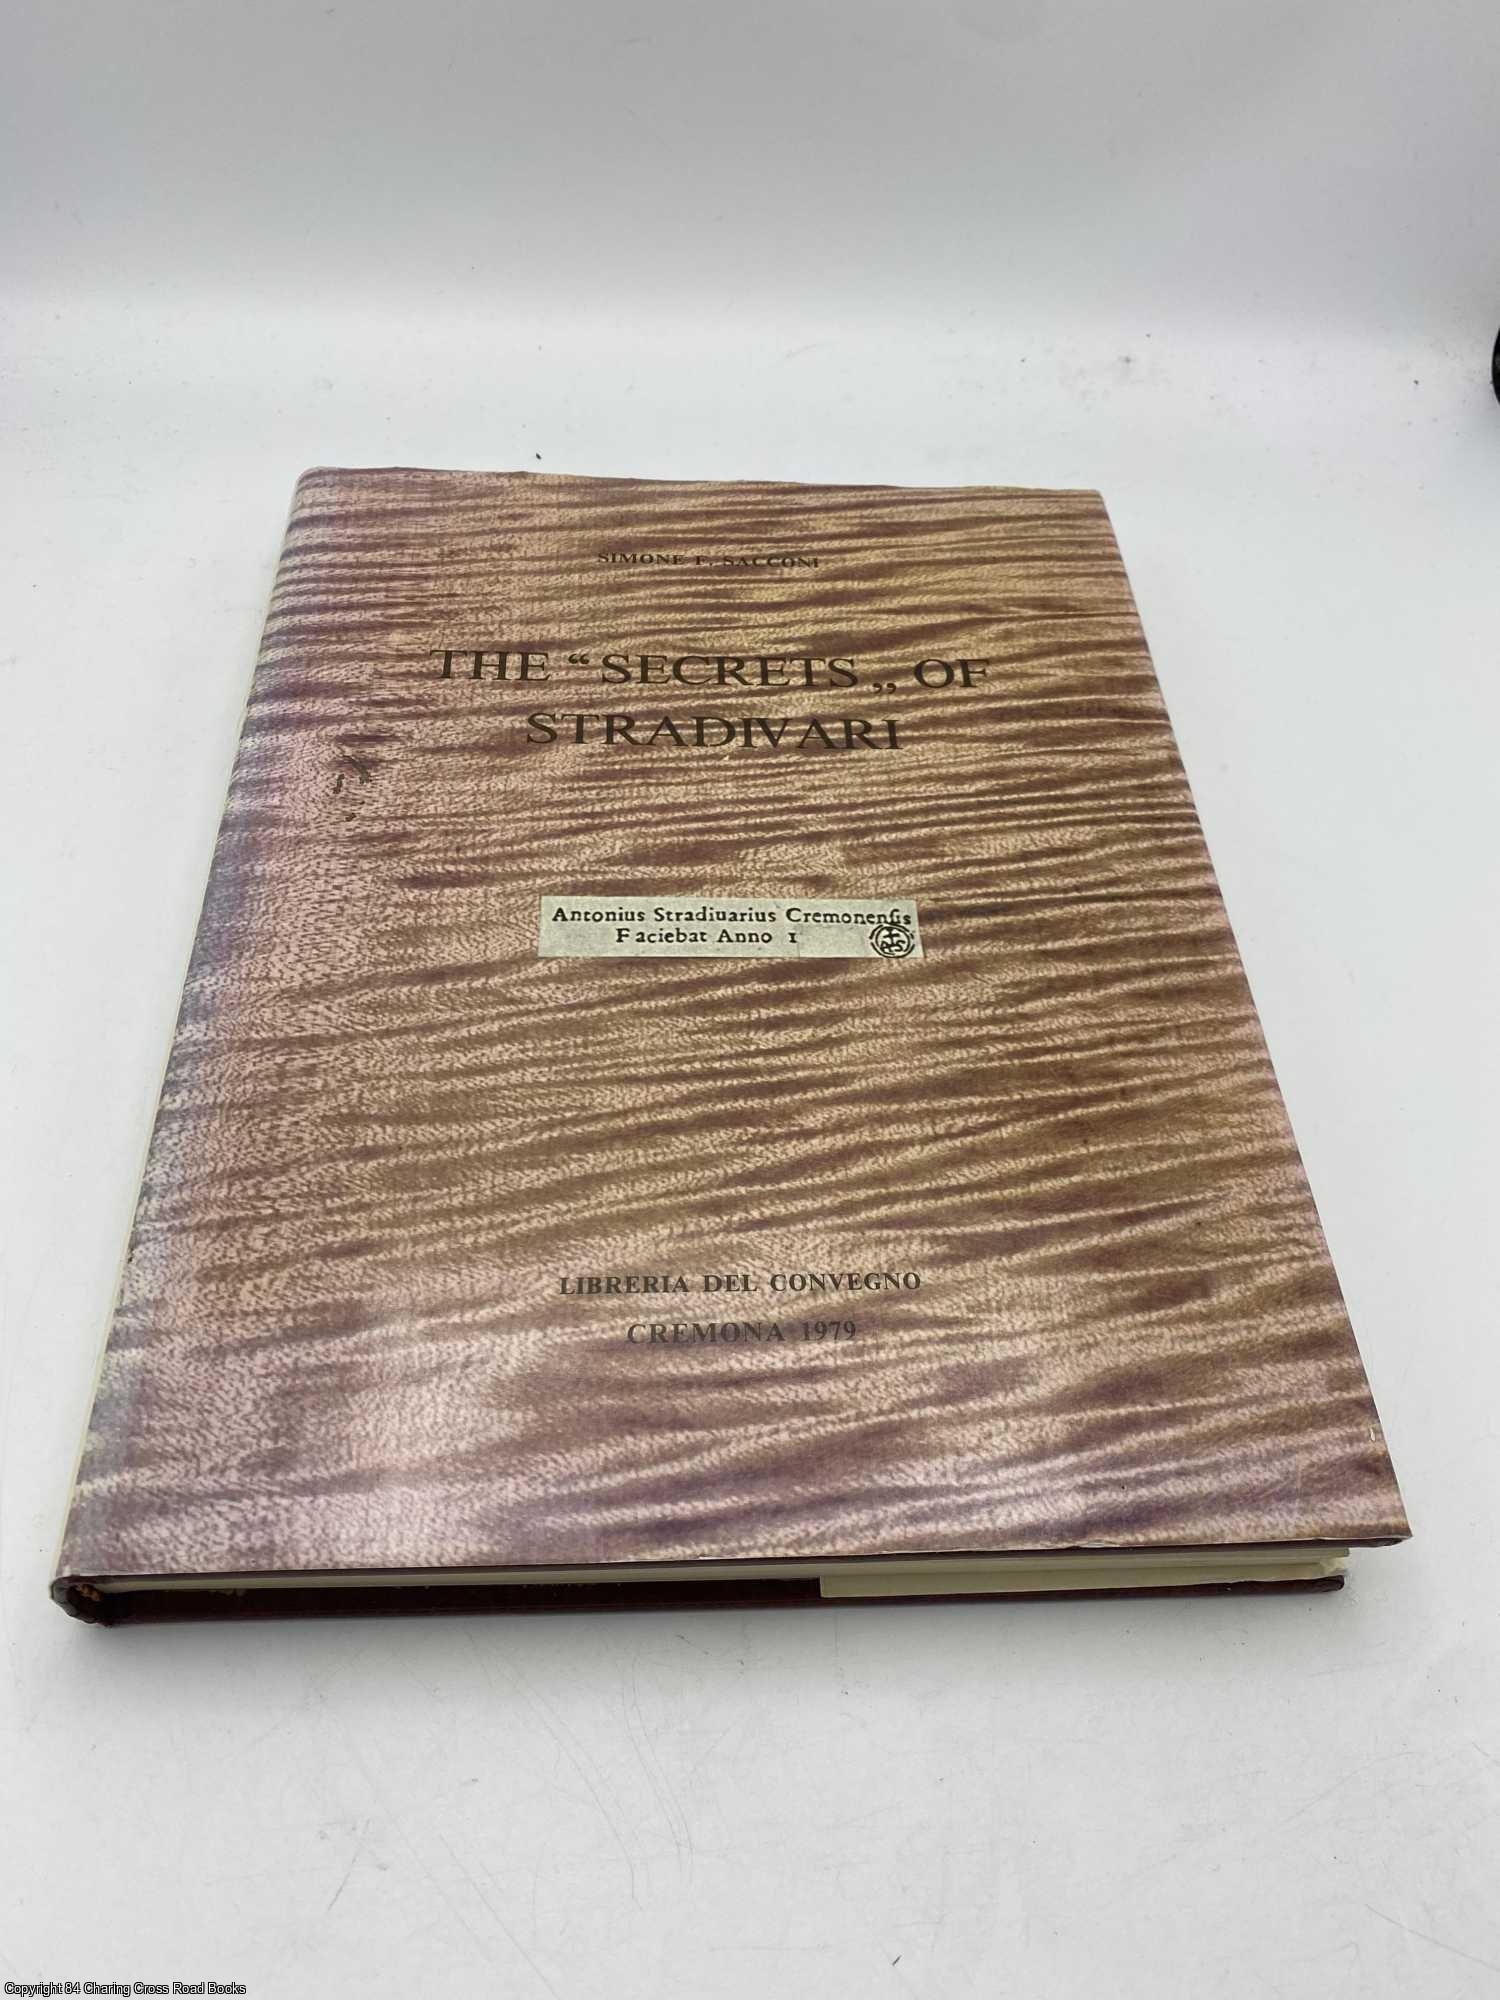 SIMONE F. SACCONI
THE “SECRETS„ OF
STRADIVARI
Antonius Stradiuarius Cremonenſis
Faciebat Anno 1
A S
LIBRERIA DEL CONVEGNO
CREMONA 1979
Copyright 84 Charing Cross Road Books